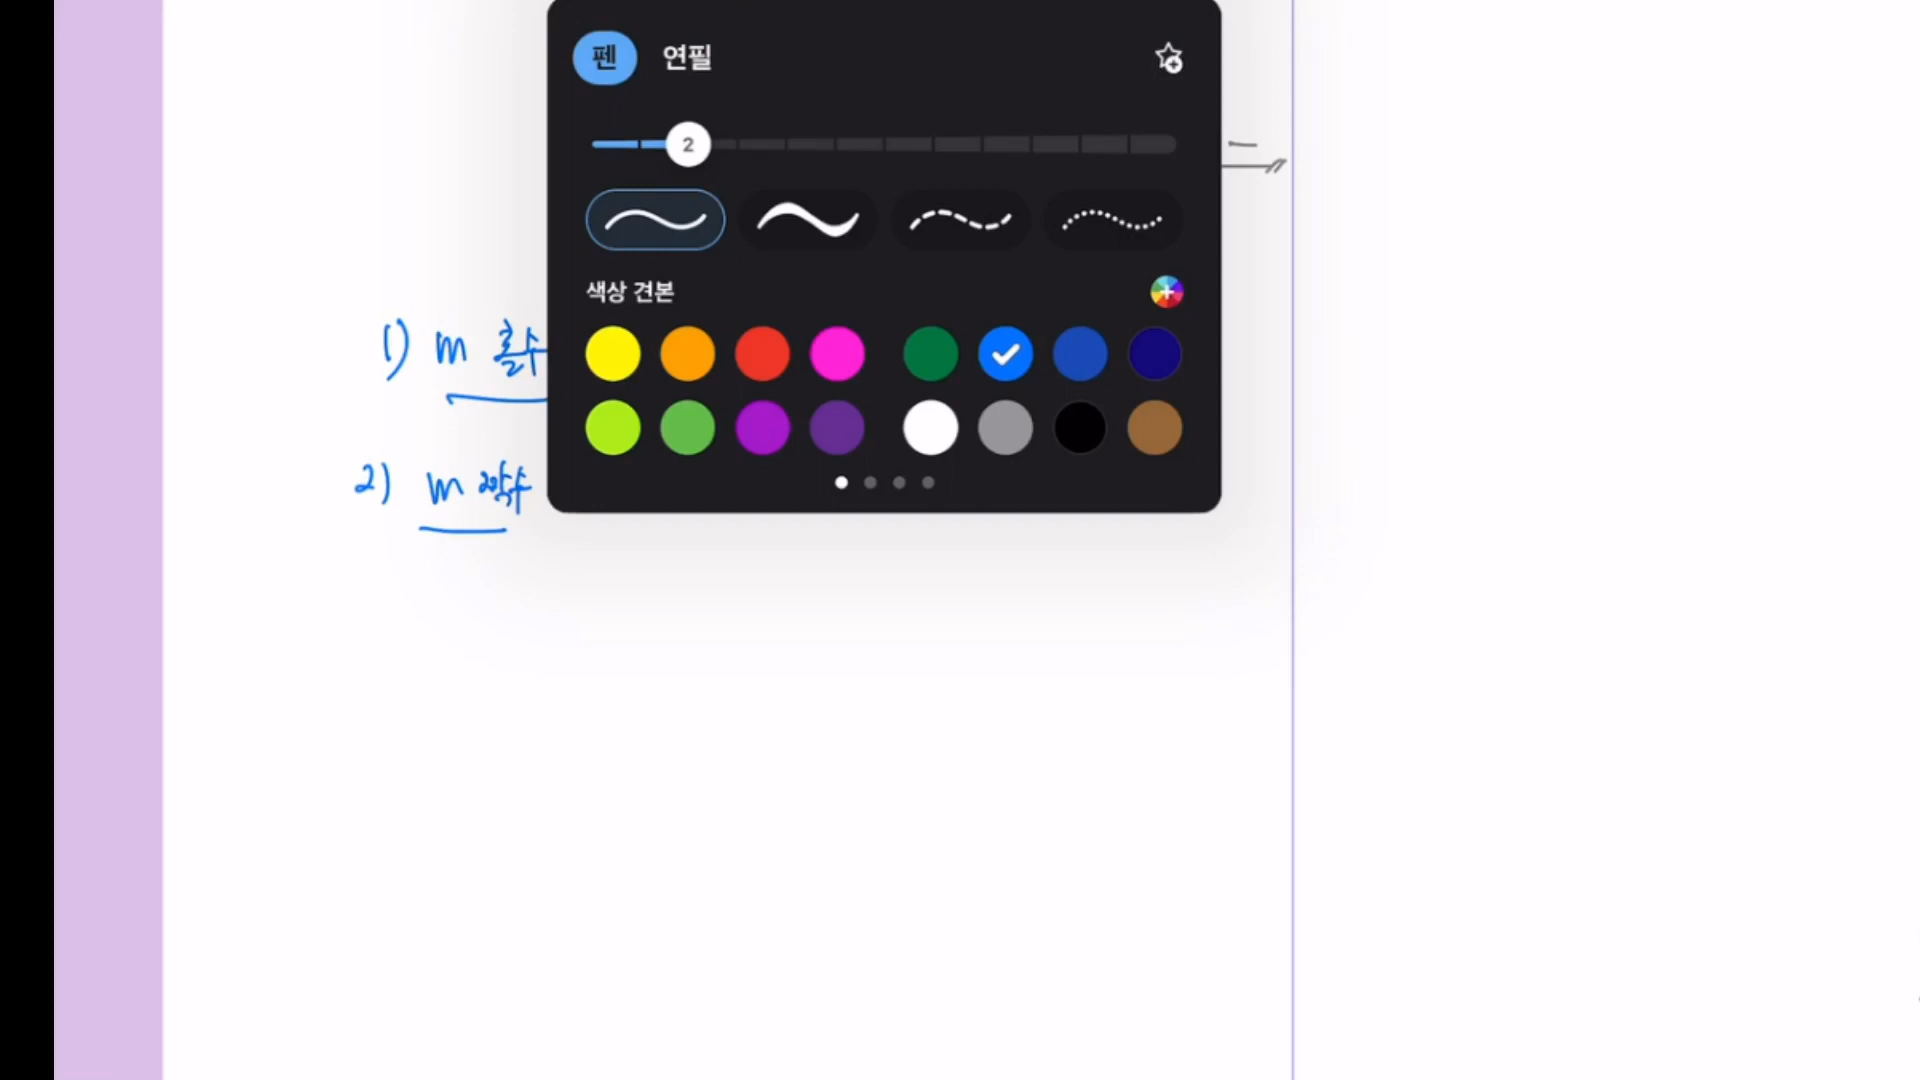 펜 연필
2
색상 견본
1) m 홀수
2) m 짝수